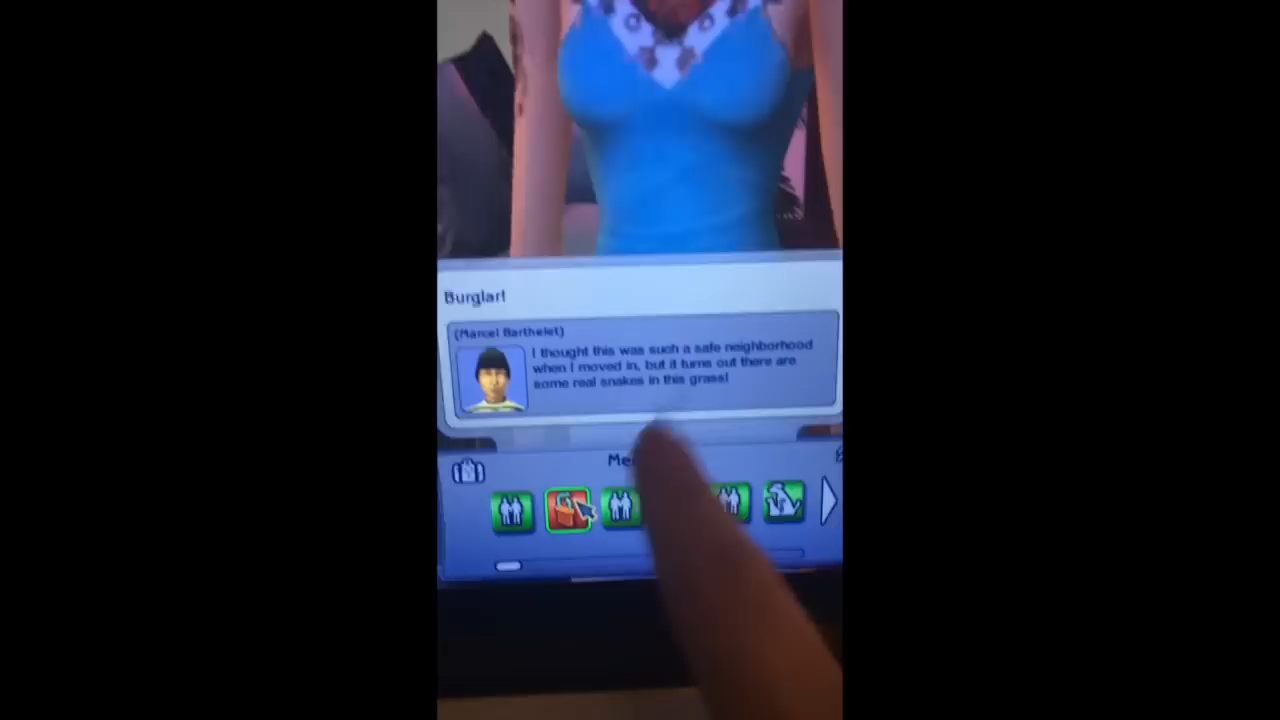 Burglar!
(Marcel Barthelet)
I thought this was such a safe neighborhood
when I moved in, but it turns out there are
some real snakes in this grass!